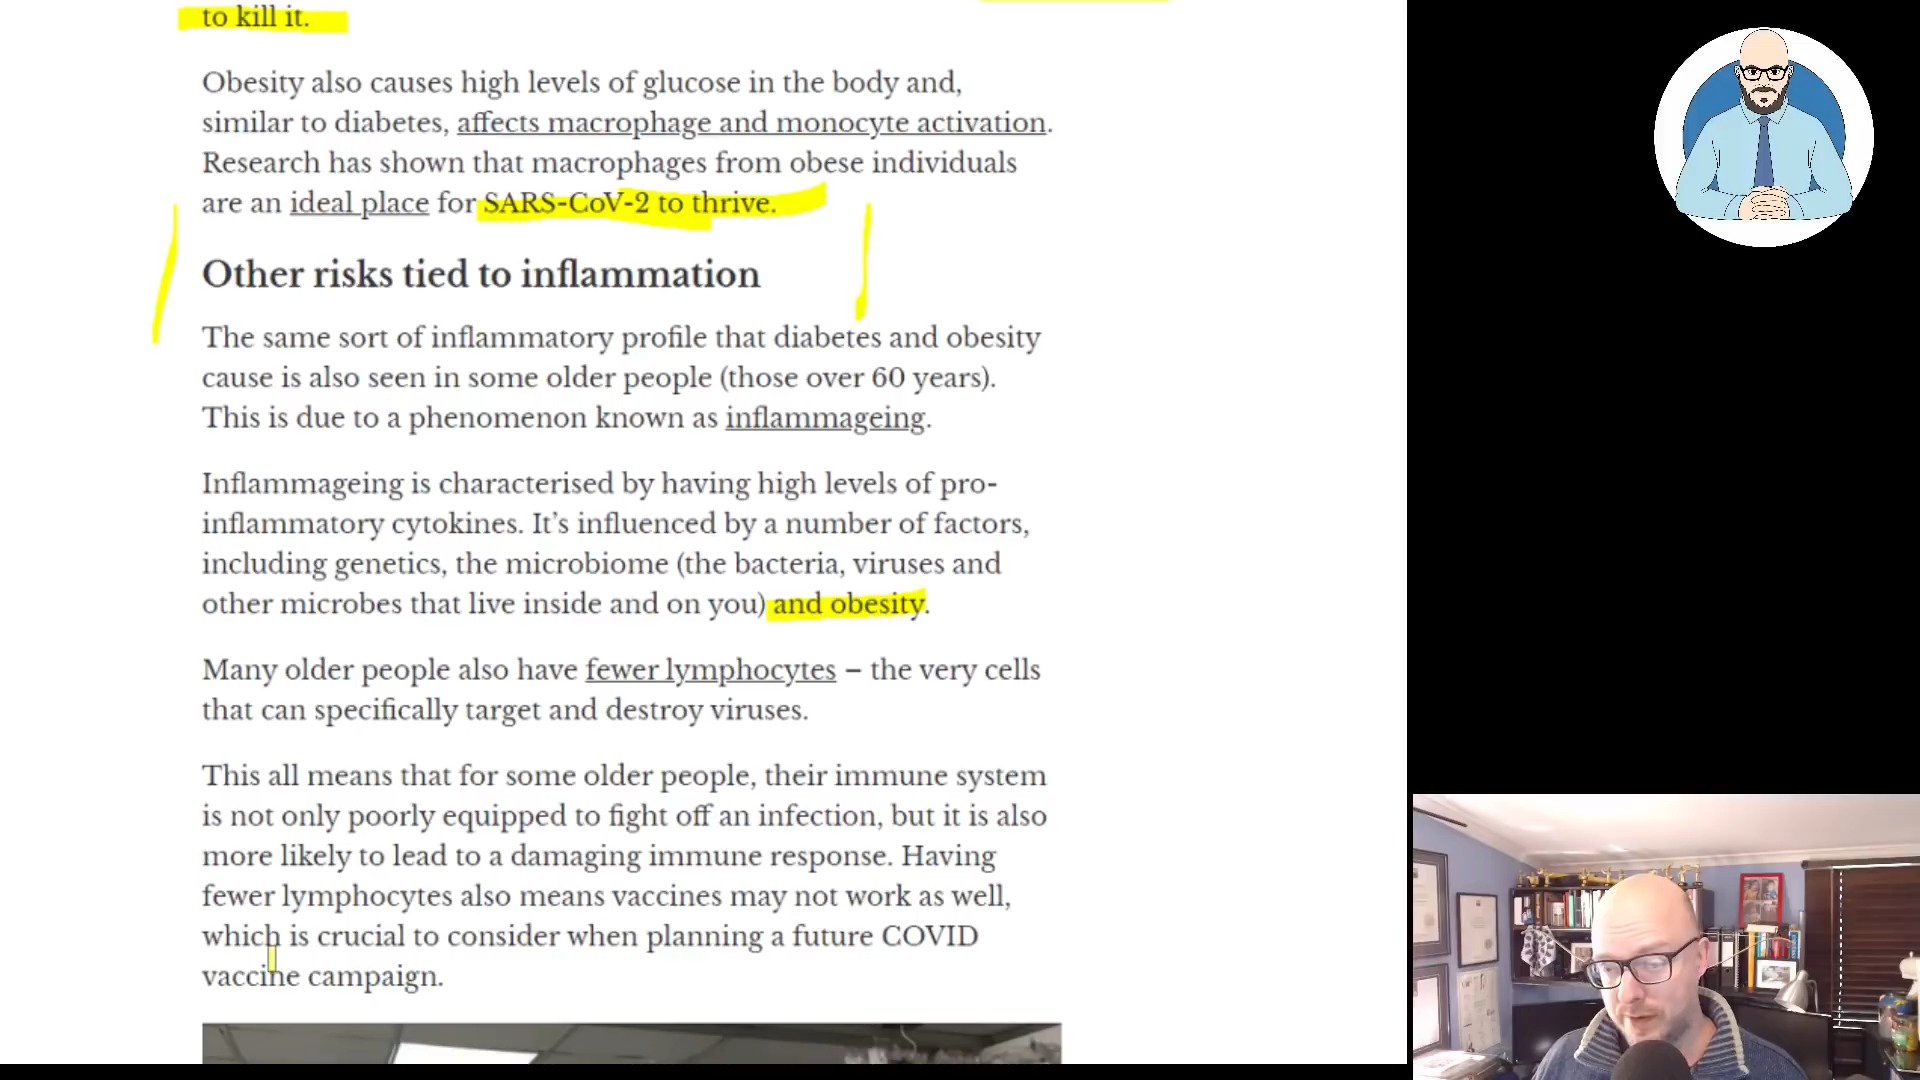 to kill it.
Obesity also causes high levels of glucose in the body and,
similar to diabetes, affects macrophage and monocyte activation.
Research has shown that macrophages from obese individuals
are an ideal place for SARS-CoV-2 to thrive.
Other risks tied to inflammation
The same sort of inflammatory profile that diabetes and obesity
cause is also seen in some older people (those over 60 years).
This is due to a phenomenon known as inflammageing.
Inflammageing is characterised by having high levels of pro-
inflammatory cytokines. It’s influenced by a number of factors,
including genetics, the microbiome (the bacteria, viruses and
other microbes that live inside and on you) and obesity.
Many older people also have fewer lymphocytes – the very cells
that can specifically target and destroy viruses.
This all means that for some older people, their immune system
is not only poorly equipped to fight off an infection, but it is also
more likely to lead to a damaging immune response. Having
fewer lymphocytes also means vaccines may not work as well,
which is crucial to consider when planning a future COVID
vaccine campaign.